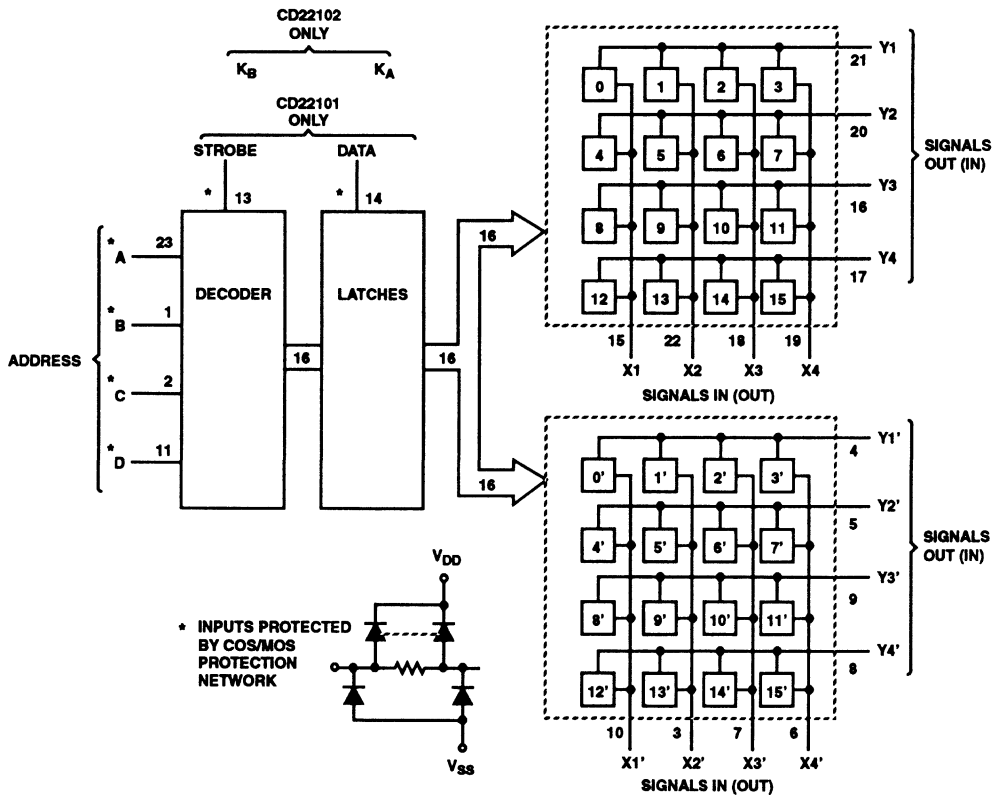 CD22102
ONLY
KB KA
CD22101
ONLY
STROBE DATA
* 13 * 14
ADDRESS
* A 23
* B 1
* C 2
* D 11
DECODER
LATCHES
16
16
16
16
0 1 2 3
Y1
21
4 5 6 7
Y2
20
8 9 10 11
Y3
16
12 13 14 15
Y4
17
SIGNALS
OUT (IN)
15 22 18 19
X1 X2 X3 X4
SIGNALS IN (OUT)
0' 1' 2' 3'
Y1'
4
4' 5' 6' 7'
Y2'
5
8' 9' 10' 11'
Y3'
9
12' 13' 14' 15'
Y4'
8
SIGNALS
OUT (IN)
10 3 7 6
X1' X2' X3' X4'
SIGNALS IN (OUT)
* INPUTS PROTECTED
BY COS/MOS
PROTECTION
NETWORK
VDD
VSS